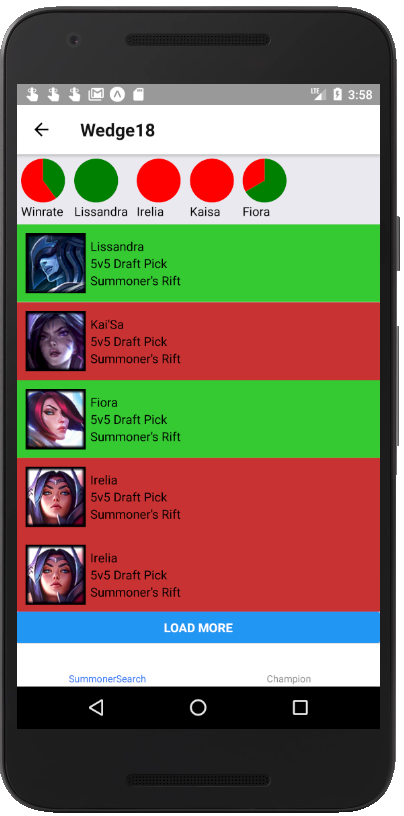 LTE 3:58
Wedge18
Winrate Lissandra Irelia Kaisa Fiora
Lissandra
5v5 Draft Pick
Summoner's Rift
Kai'Sa
5v5 Draft Pick
Summoner's Rift
Fiora
5v5 Draft Pick
Summoner's Rift
Irelia
5v5 Draft Pick
Summoner's Rift
Irelia
5v5 Draft Pick
Summoner's Rift
LOAD MORE
SummonerSearch Champion